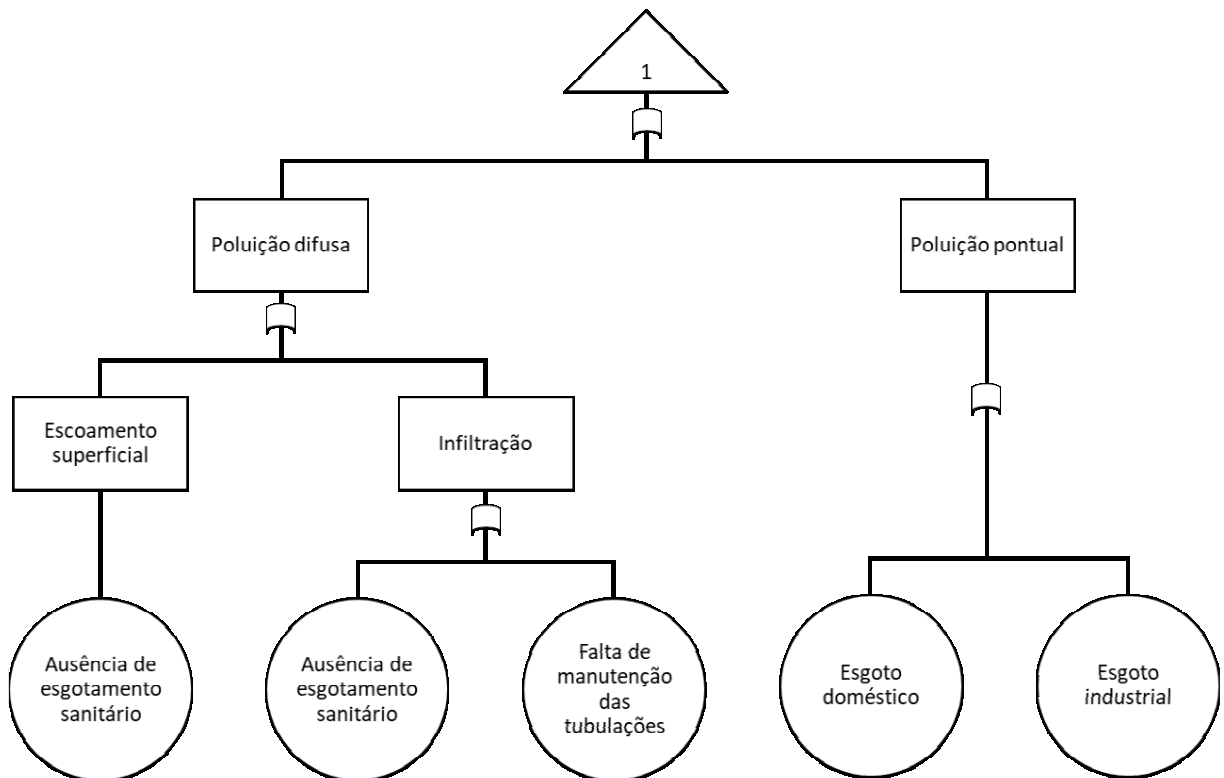 1
Poluição difusa
Poluição pontual
Escoamento
superficial
Infiltração
Ausência de
esgotamento
sanitário
Ausência de
esgotamento
sanitário
Falta de
manutenção
das
tubulações
Esgoto
doméstico
Esgoto
industrial